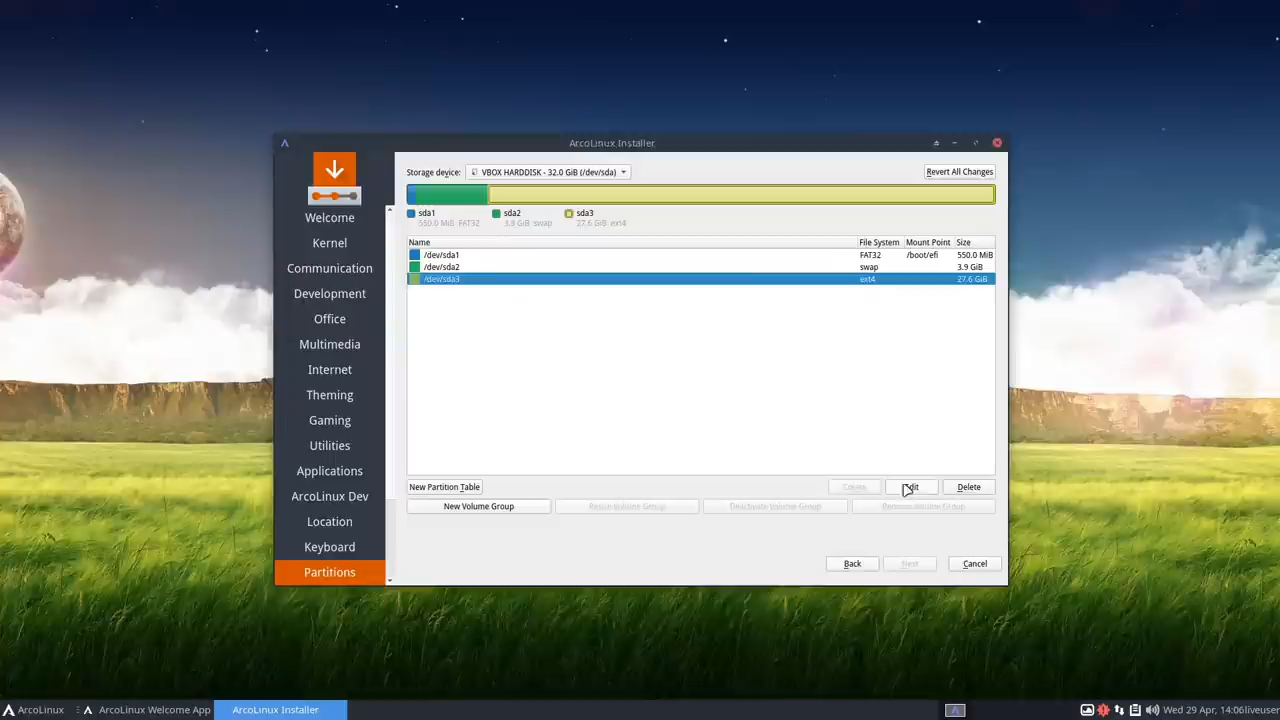 ArcoLinux Installer
Storage device: VBOX HARDDISK - 32.0 GiB (/dev/sda)
Revert All Changes
sda1 sda2 sda3
550.0 MiB FAT32 3.9 GiB swap 27.6 GiB ext4
Name File System Mount Point Size
/dev/sda1 FAT32 /boot/efi 550.0 MiB
/dev/sda2 swap 3.9 GiB
/dev/sda3 ext4 27.6 GiB
Welcome
Kernel
Communication
Development
Office
Multimedia
Internet
Theming
Gaming
Utilities
Applications
ArcoLinux Dev
Location
Keyboard
Partitions
New Partition Table Create Edit Delete
New Volume Group Resize Volume Group Deactivate Volume Group Remove Volume Group
Back Next Cancel
ArcoLinux ArcoLinux Welcome App ArcoLinux Installer Wed 29 Apr, 14:06 liveuser